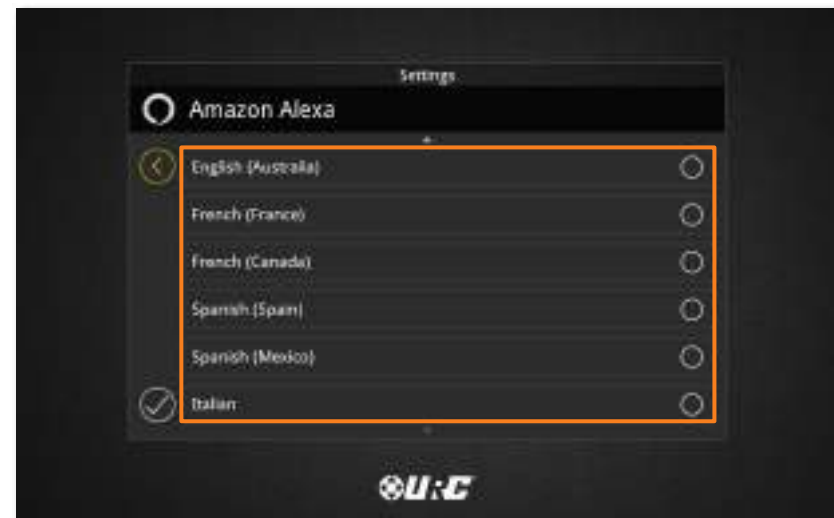 Settings
Amazon Alexa
English (Australia)
French (France)
French (Canada)
Spanish (Spain)
Spanish (Mexico)
Italian
URC